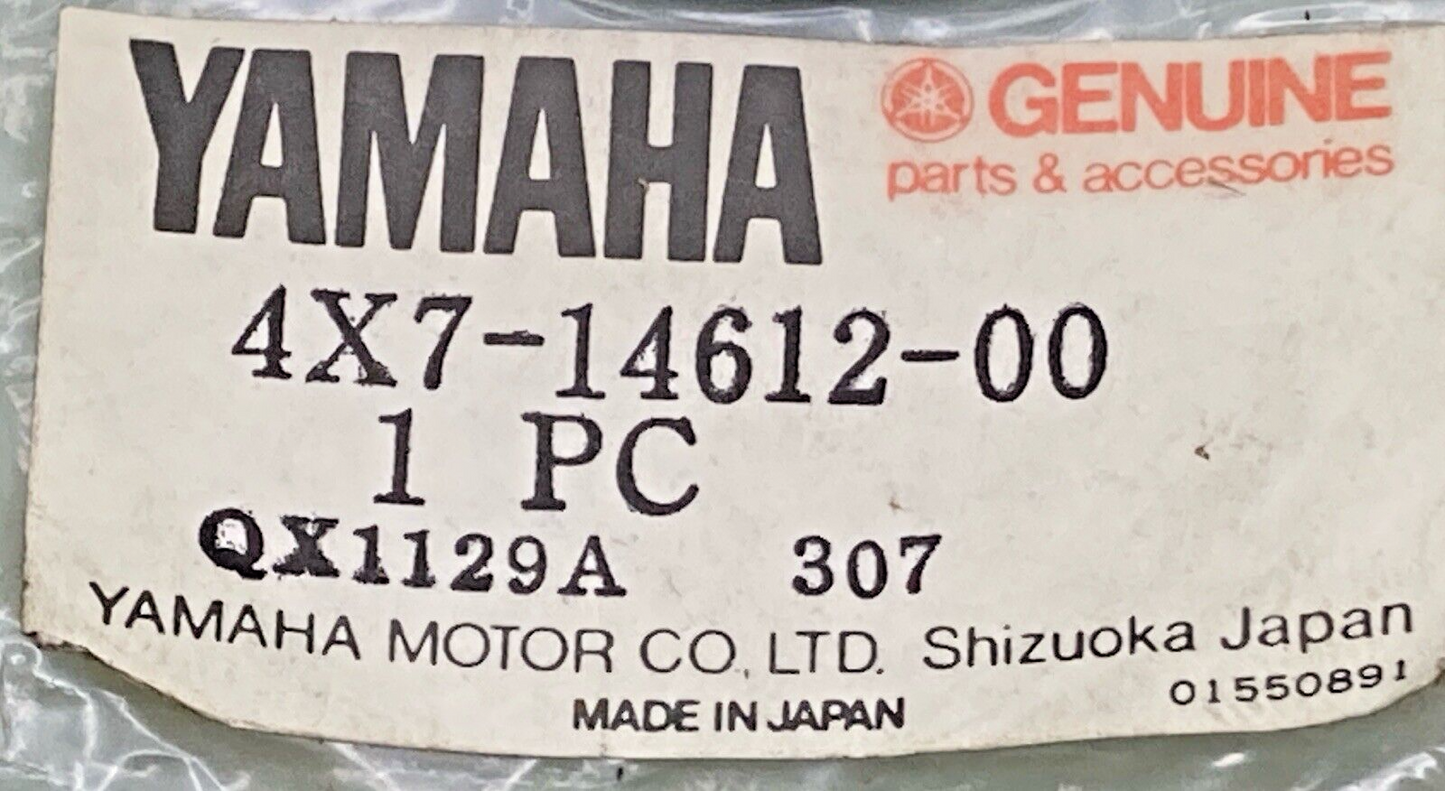 YAMAHA
GENUINE
parts & accessories
4X7-14612-00
1 PC
QX1129A 307
YAMAHA MOTOR CO., LTD. Shizuoka Japan
01550891
MADE IN JAPAN